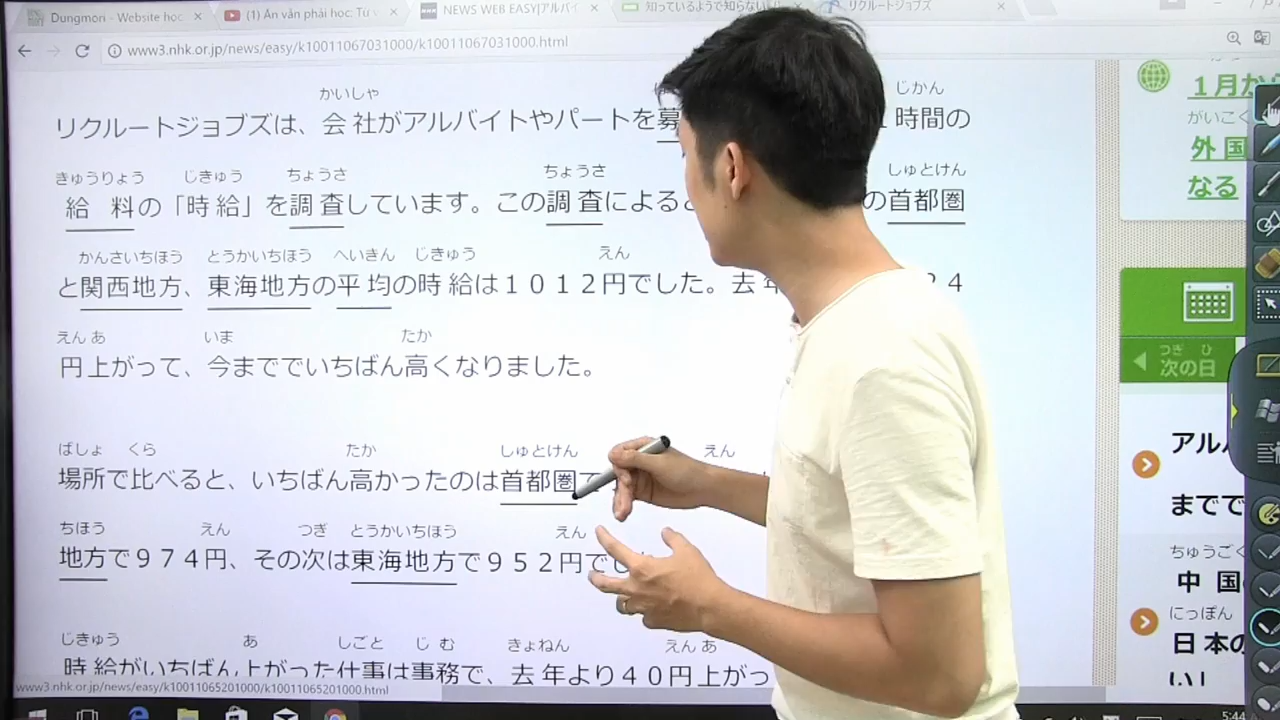 Dungmori - Website học
(1) Ăn vần phải học: Từ v
NEWS WEB EASY|アルバイ
知っているようで知らない
リクルートジョブズ
www3.nhk.or.jp/news/easy/k10011067031000/k10011067031000.html
かいしゃ
じかん
リクルートジョブズは、会社がアルバイトやパートを募
時間の
きゅうりょう じきゅう ちょうさ ちょうさ しゅとけん
給料の「時給」を調査しています。この調査によると
の首都圏
かんさいちほう とうかいちほう へいきん じきゅう えん
と関西地方、東海地方の平均の時給は1012円でした。去年
24
えん あ いま たか
円上がって、今まででいちばん高くなりました。
ばしょ くら たか しゅとけん えん
場所で比べると、いちばん高かったのは首都圏で
ちほう えん つぎ とうかいちほう えん
地方で974円、その次は東海地方で952円でし
じきゅう あ しごと じむ きょねん えん あ
時給がいちばん上がった仕事は事務で、去年より40円上がっ
www3.nhk.or.jp/news/easy/k10011065201000/k10011065201000.html
1月か
がいこく
外国
なる
つぎ ひ
次の日
アル
までで
ちゅうごく
中国
にっぽん
日本の
い」
5:44